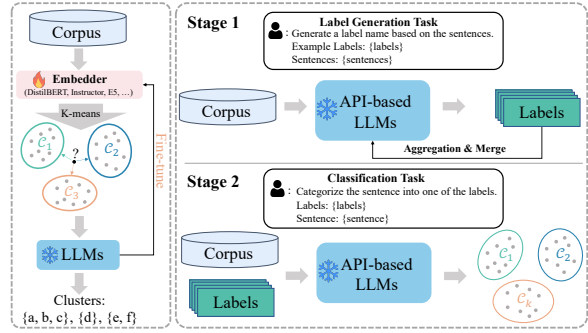 Corpus
Embedder
(DistilBERT, Instructor, E5, ...)
K-means
C1
?
C2
C3
Fine-tune
LLMs
Clusters:
{a, b, c}, {d}, {e, f}
Stage 1
Label Generation Task
: Generate a label name based on the sentences.
Example Labels: {labels}
Sentences: {sentences}
Corpus
API-based
LLMs
Labels
Aggregation & Merge
Stage 2
Classification Task
: Categorize the sentence into one of the labels.
Labels: {labels}
Sentence: {sentence}
Corpus
Labels
API-based
LLMs
C1
C2
Ck